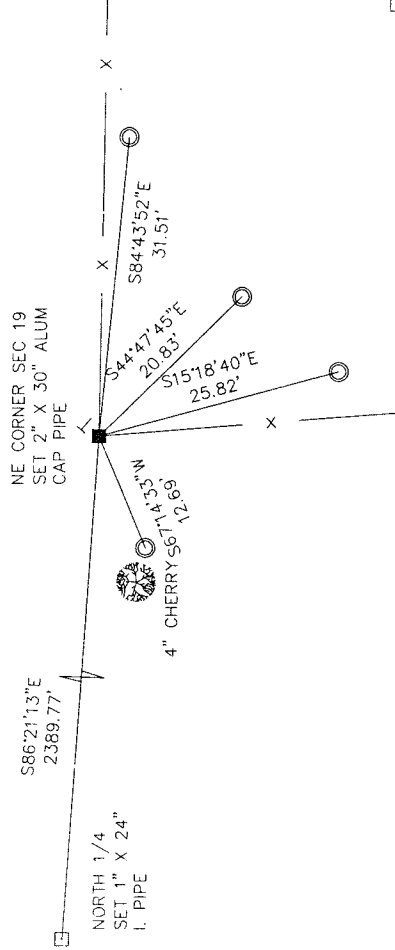 NE CORNER SEC 19
SET 2" X 30" ALUM
CAP PIPE
S84°43'52"E
31.51'
S44°47'45"E
20.83'
S15°18'40"E
25.82'
S67°14'33"W
12.69'
4" CHERRY
S86°21'13"E
2389.77'
NORTH 1/4
SET 1" X 24"
I. PIPE
X
X
X